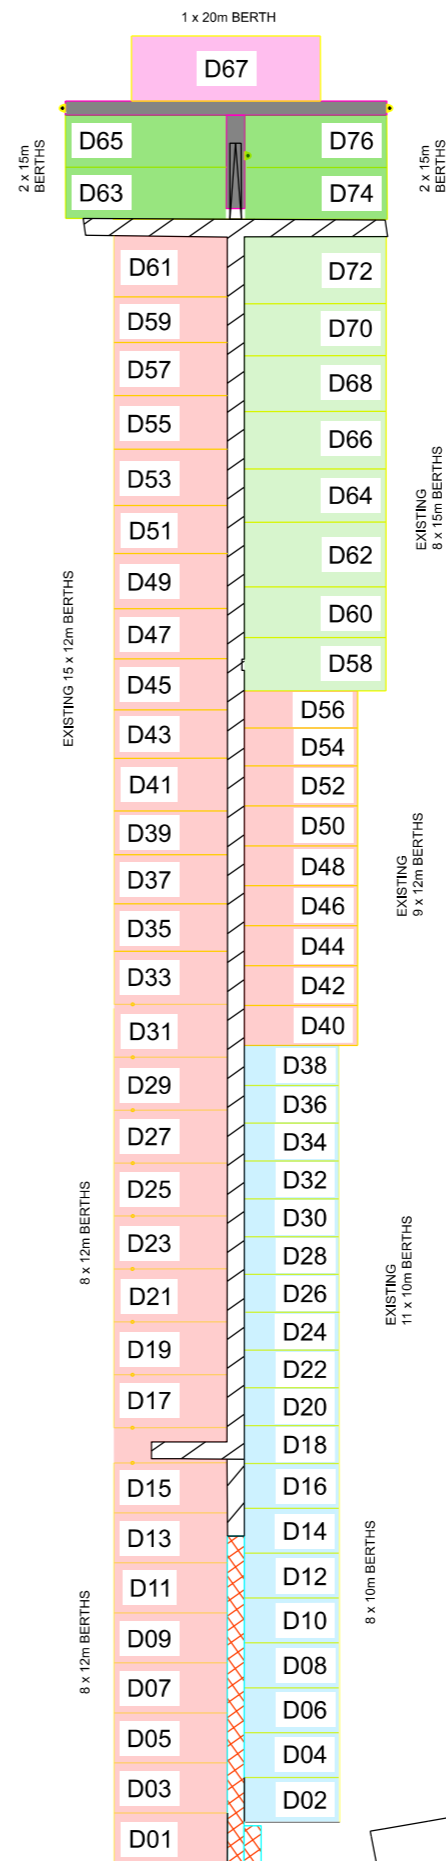 1 x 20m BERTH
D67
2 x 15m
BERTHS
D65
D76
2 x 15m
BERTHS
D63
D74
D61
D72
D59
D70
D57
D68
D55
D66
D53
D64
EXISTING
8 x 15m BERTHS
D51
D62
D49
D60
D47
D58
EXISTING 15 x 12m BERTHS
D45
D56
D43
D54
D41
D52
D39
D50
D37
D48
EXISTING
9 x 12m BERTHS
D46
D35
D44
D33
D42
D31
D40
D29
D38
D27
D36
D34
D25
D32
8 x 12m BERTHS
D23
D30
D28
EXISTING
11 x 10m BERTHS
D21
D26
D19
D24
D22
D17
D20
D18
D15
D16
D13
D14
D11
D12
8 x 10m BERTHS
D09
D10
8 x 12m BERTHS
D07
D08
D05
D06
D03
D04
D01
D02